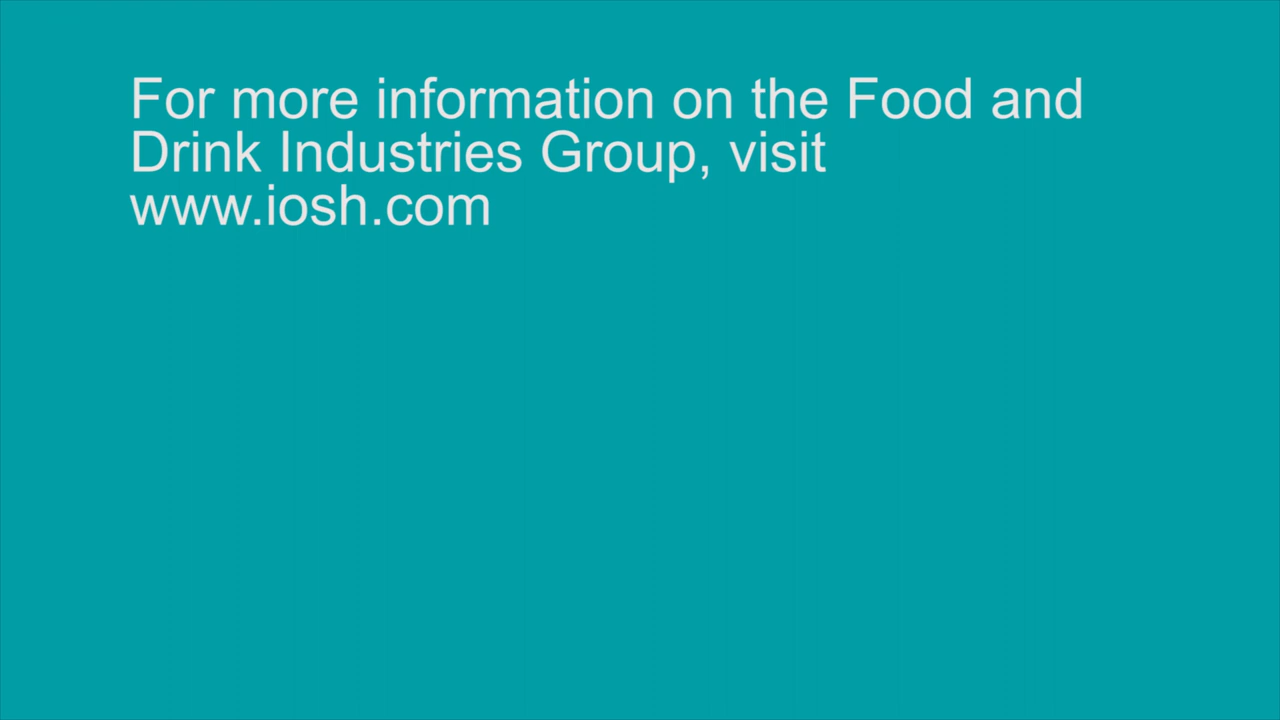 For more information on the Food and
Drink Industries Group, visit
www.iosh.com